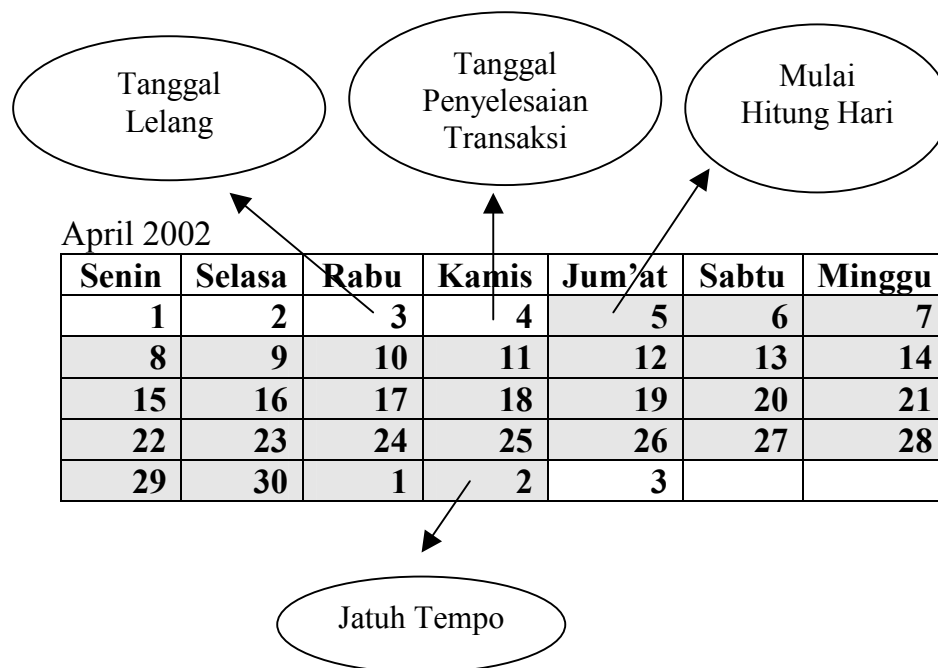 Tanggal
Lelang
Tanggal
Penyelesaian
Transaksi
Mulai
Hitung Hari
April 2002
Senin Selasa Rabu Kamis Jum’at Sabtu Minggu
1 2 3 4 5 6 7
8 9 10 11 12 13 14
15 16 17 18 19 20 21
22 23 24 25 26 27 28
29 30 1 2 3
Jatuh Tempo